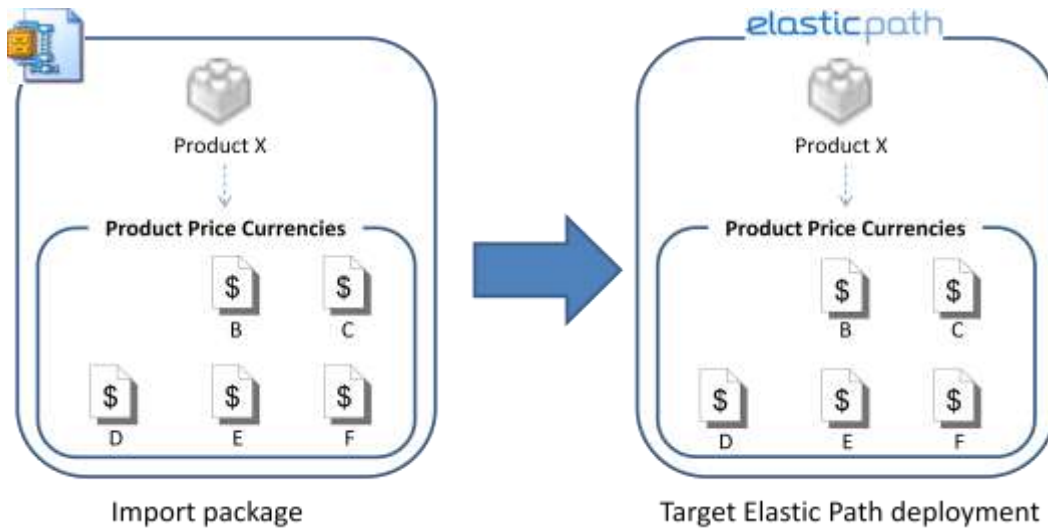 elasticpath
Product X
Product X
Product Price Currencies
Product Price Currencies
$ $
$ $
B C
B C
$ $ $
$ $ $
D E F
D E F
Import package
Target Elastic Path deployment